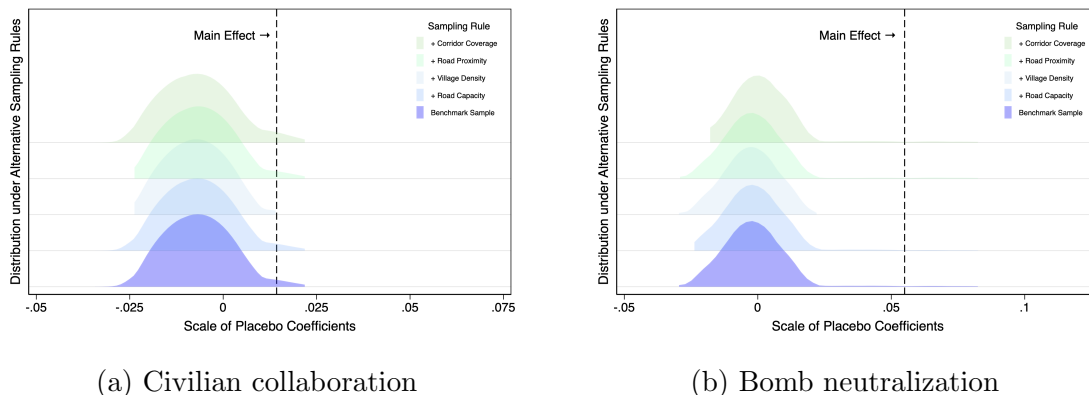 Distribution under Alternative Sampling Rules
Main Effect →
Sampling Rule
+ Corridor Coverage
+ Road Proximity
+ Village Density
+ Road Capacity
Benchmark Sample
-.05
-.025
0
.025
.05
.075
Scale of Placebo Coefficients
(a) Civilian collaboration
Distribution under Alternative Sampling Rules
Main Effect →
Sampling Rule
+ Corridor Coverage
+ Road Proximity
+ Village Density
+ Road Capacity
Benchmark Sample
-.05
0
.05
.1
Scale of Placebo Coefficients
(b) Bomb neutralization